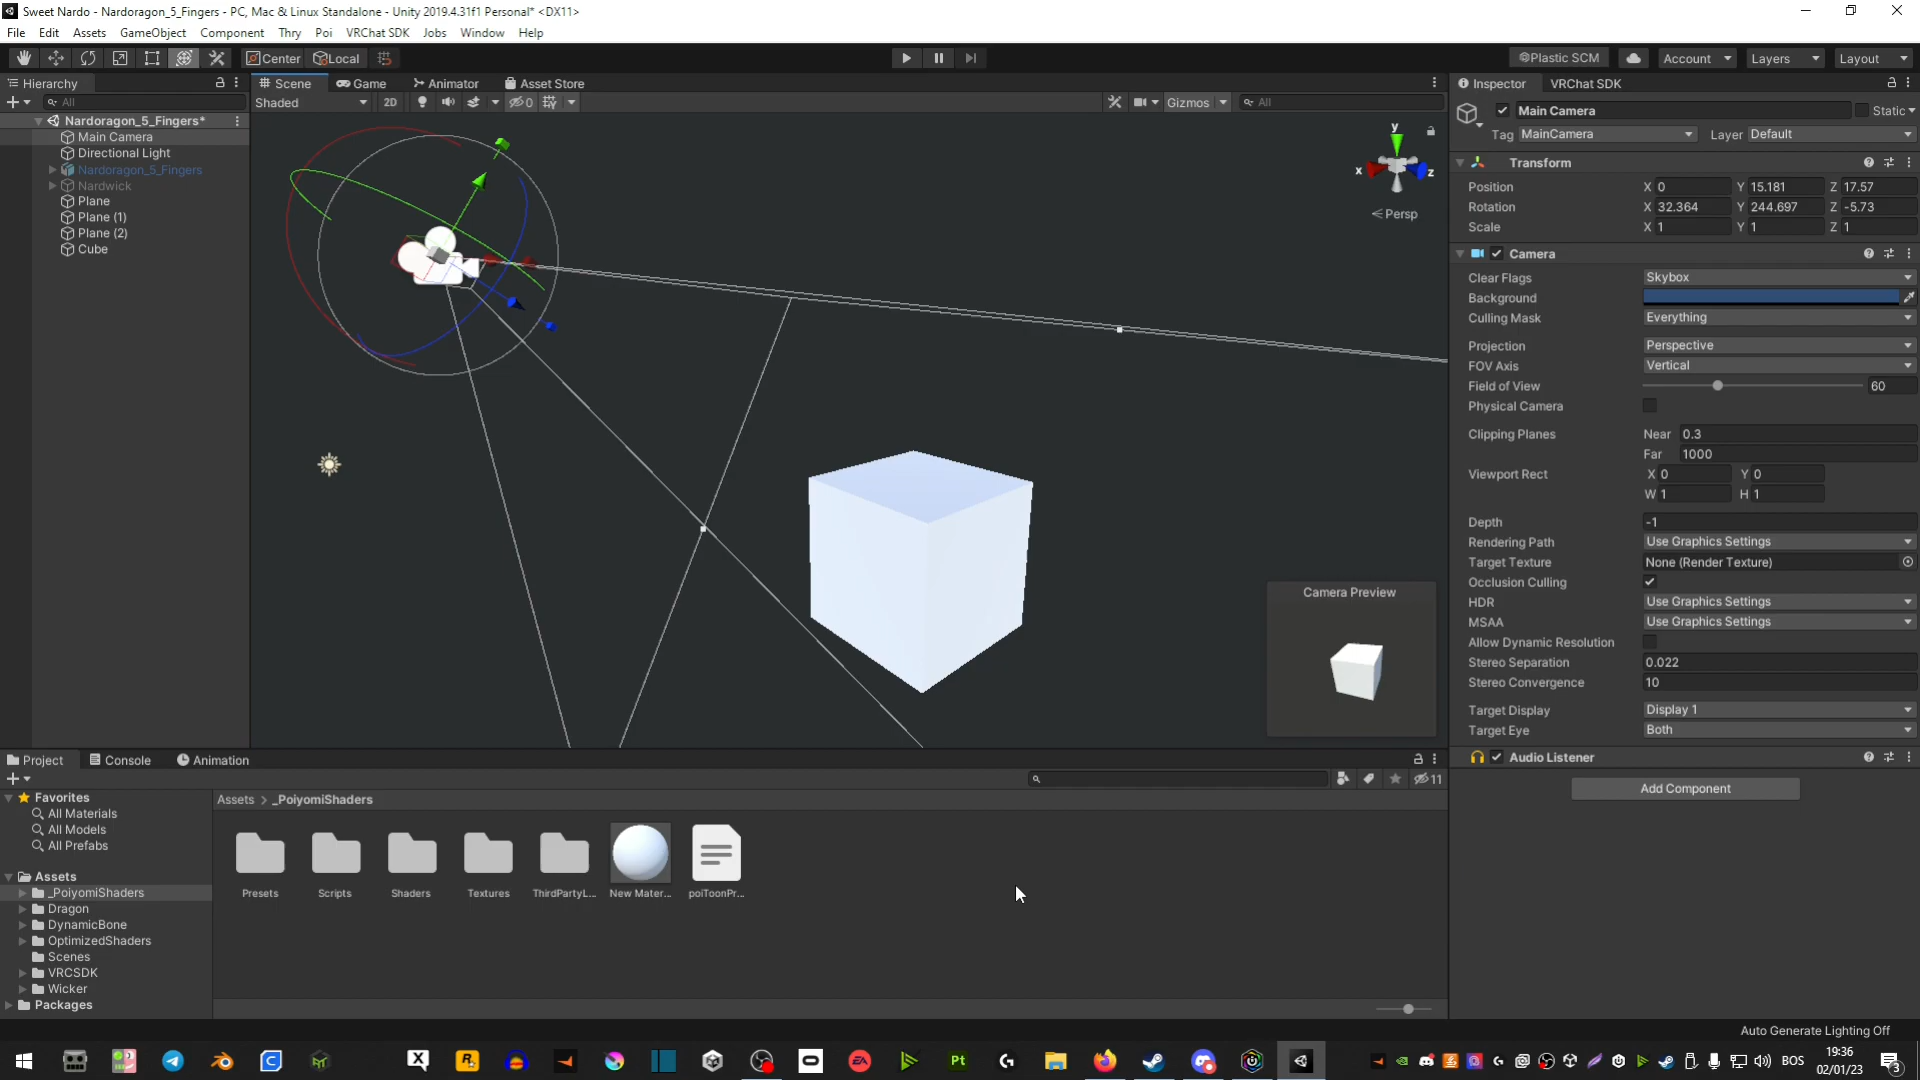 Sweet Nardo - Nardoragon_5_Fingers - PC, Mac & Linux Standalone - Unity 2019.4.31f1 Personal* <DX11>
File Edit Assets GameObject Component Thry Poi VRChat SDK Jobs Window Help
Center Local Plastic SCM Account Layers Layout
Hierarchy
All
Nardoragon_5_Fingers*
Main Camera
Directional Light
Nardoragon_5_Fingers
Nardwick
Plane
Plane (1)
Plane (2)
Cube
Scene Game Animator Asset Store
Shaded 2D 0 Gizmos All
y
x z
Persp
Camera Preview
Inspector VRChat SDK
Main Camera Static
Tag MainCamera Layer Default
Transform
Position X 0 Y 15.181 Z 17.57
Rotation X 32.364 Y 244.697 Z -5.73
Scale X 1 Y 1 Z 1
Camera
Clear Flags Skybox
Background
Culling Mask Everything
Projection Perspective
FOV Axis Vertical
Field of View 60
Physical Camera
Clipping Planes Near 0.3
Far 1000
Viewport Rect X 0 Y 0
W 1 H 1
Depth -1
Rendering Path Use Graphics Settings
Target Texture None (Render Texture)
Occlusion Culling
HDR Use Graphics Settings
MSAA Use Graphics Settings
Allow Dynamic Resolution
Stereo Separation 0.022
Stereo Convergence 10
Target Display Display 1
Target Eye Both
Audio Listener
Add Component
Project Console Animation
11
Favorites
All Materials
All Models
All Prefabs
Assets
_PoiyomiShaders
Dragon
DynamicBone
OptimizedShaders
Scenes
VRCSDK
Wicker
Packages
Assets > _PoiyomiShaders
Presets Scripts Shaders Textures ThirdPartyL... New Mater... poiToonPr...
Auto Generate Lighting Off
X R. EA Pt G
BOS
19:36
02/01/23
3